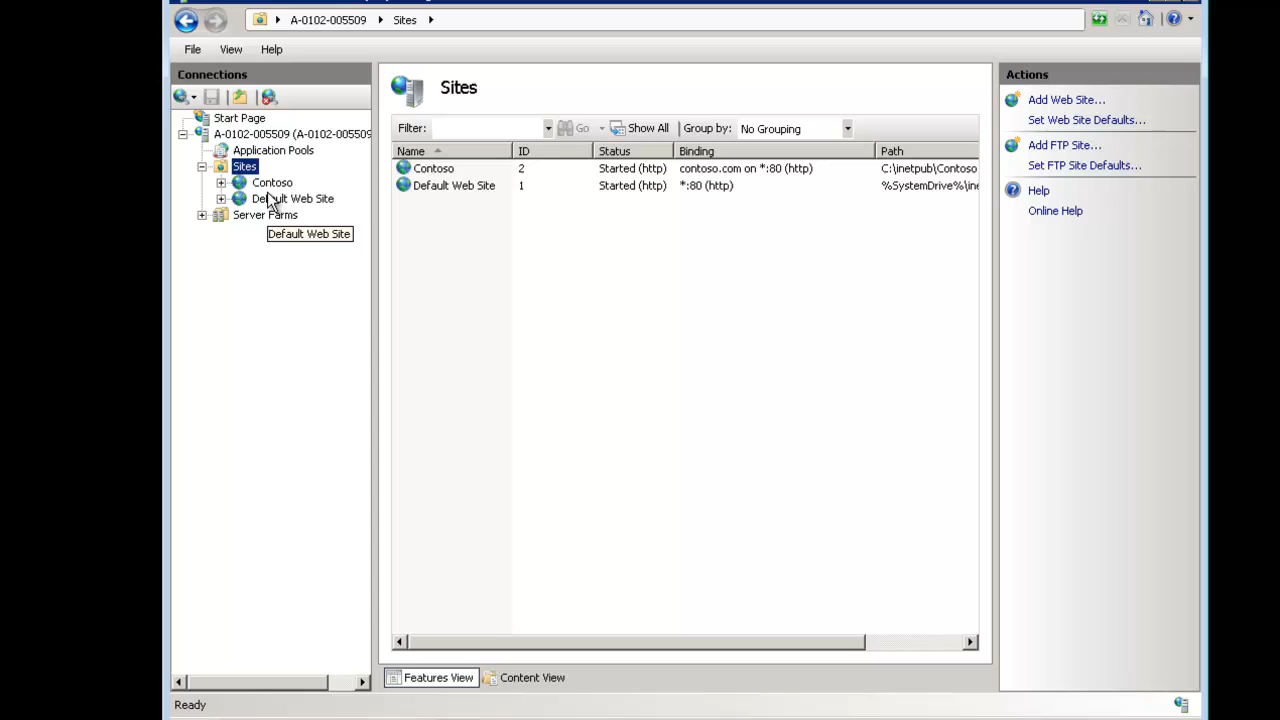 A-0102-005509 Sites
File View Help
Connections
Start Page
A-0102-005509 (A-0102-005509
Application Pools
Sites
Contoso
Default Web Site
Server Farms
Default Web Site
Sites
Filter: Go Show All Group by: No Grouping
Name ID Status Binding Path
Contoso 2 Started (http) contoso.com on *:80 (http) C:\inetpub\Contoso
Default Web Site 1 Started (http) *:80 (http) %SystemDrive%\ine
Features View Content View
Actions
Add Web Site...
Set Web Site Defaults...
Add FTP Site...
Set FTP Site Defaults...
Help
Online Help
Ready